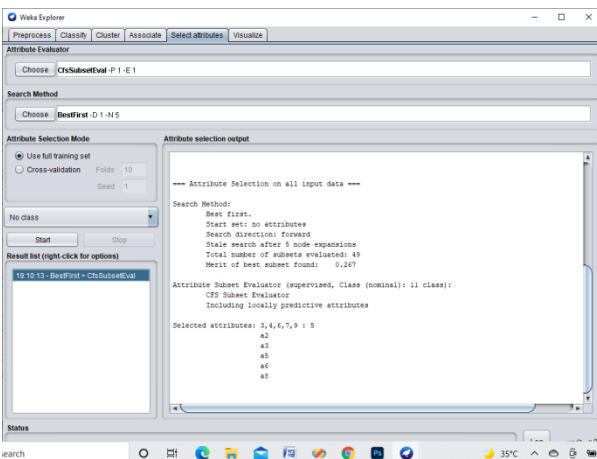 Weka Explorer
Preprocess Classify Cluster Associate Select attributes Visualize
Attribute Evaluator
Choose CfsSubsetEval -P 1 -E 1
Search Method
Choose BestFirst -D 1 -N 5
Attribute Selection Mode
Use full training set
Cross-validation Folds 10
Seed 1
No class
Start Stop
Result list (right-click for options)
19:10:13 - BestFirst + CfsSubsetEval
Attribute selection output
=== Attribute Selection on all input data ===
Search Method:
Best first.
Start set: no attributes
Search direction: forward
Stale search after 5 node expansions
Total number of subsets evaluated: 49
Merit of best subset found: 0.267
Attribute Subset Evaluator (supervised, Class (nominal): 11 class):
CFS Subset Evaluator
Including locally predictive attributes
Selected attributes: 3,4,6,7,9 : 5
a2
a3
a5
a6
a8
Status
search
Ps
35°C